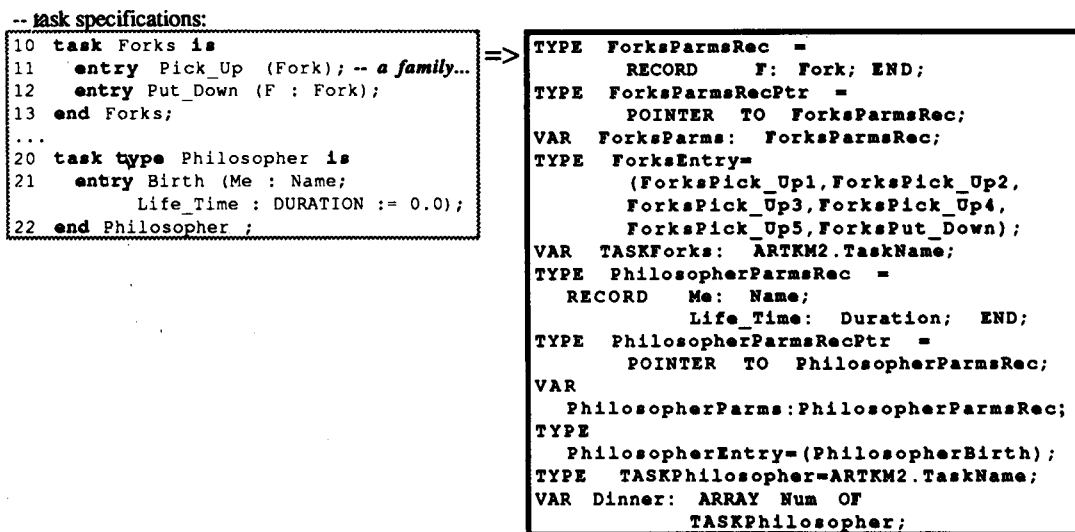 -- task specifications:
10 task Forks is
11 entry Pick_Up (Fork); -- a family...
12 entry Put_Down (F : Fork);
13 end Forks;
...
20 task type Philosopher is
21 entry Birth (Me : Name;
Life_Time : DURATION := 0.0);
22 end Philosopher ;
=>
TYPE ForksParmsRec =
RECORD F: Fork; END;
TYPE ForksParmsRecPtr =
POINTER TO ForksParmsRec;
VAR ForksParms: ForksParmsRec;
TYPE ForksEntry=
(ForksPick_Up1,ForksPick_Up2,
ForksPick_Up3,ForksPick_Up4,
ForksPick_Up5,ForksPut_Down);
VAR TASKForks: ARTKM2.TaskName;
TYPE PhilosopherParmsRec =
RECORD Me: Name;
Life_Time: Duration; END;
TYPE PhilosopherParmsRecPtr =
POINTER TO PhilosopherParmsRec;
VAR
PhilosopherParms:PhilosopherParmsRec;
TYPE
PhilosopherEntry=(PhilosopherBirth);
TYPE TASKPhilosopher=ARTKM2.TaskName;
VAR Dinner: ARRAY Num OF
TASKPhilosopher;